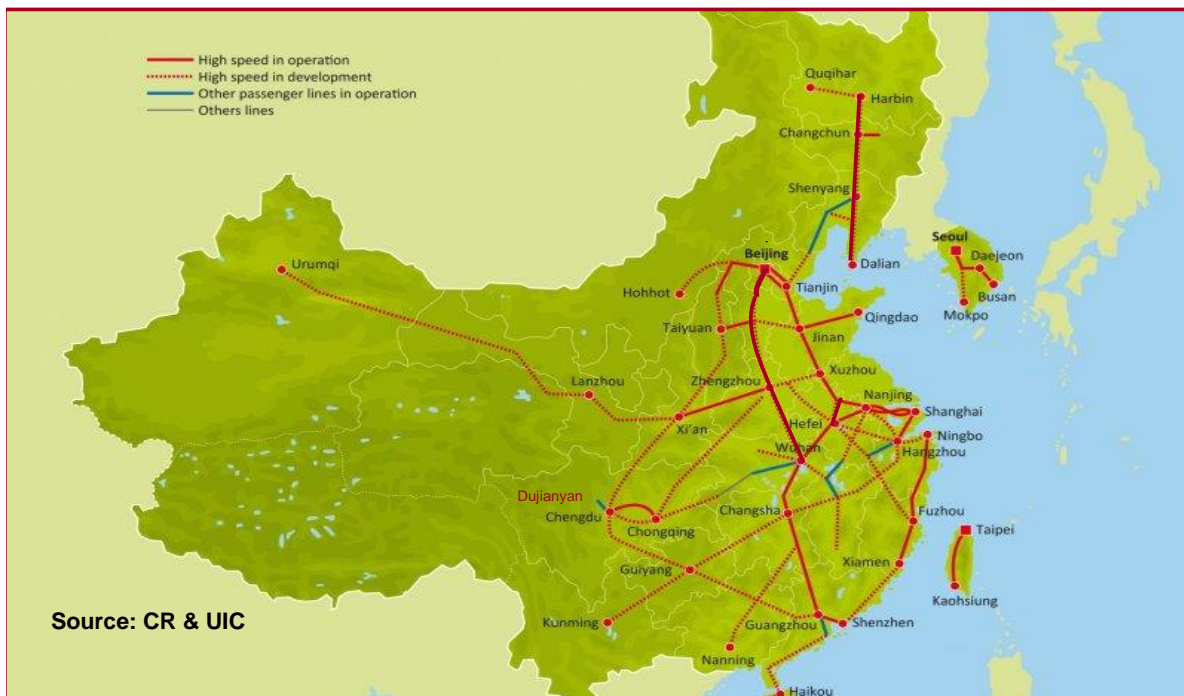 High speed in operation
High speed in development
Other passenger lines in operation
Others lines
Quqihar
Harbin
Changchun
Shenyang
Seoul
Beijing
Daejeon
Urumqi
Dalian
Tianjin
Hohhot
Busan
Mokpo
Qingdao
Taiyuan
Jinan
Xuzhou
Lanzhou
Zhengzhou
Nanjing
Shanghai
Xi'an
Hefei
Ningbo
Wuhan
Hangzhou
Dujianyan
Chengdu
Changsha
Fuzhou
Chongqing
Taipei
Xiamen
Guiyang
Kaohsiung
Source: CR & UIC
Kunming
Guangzhou
Shenzhen
Nanning
Haikou